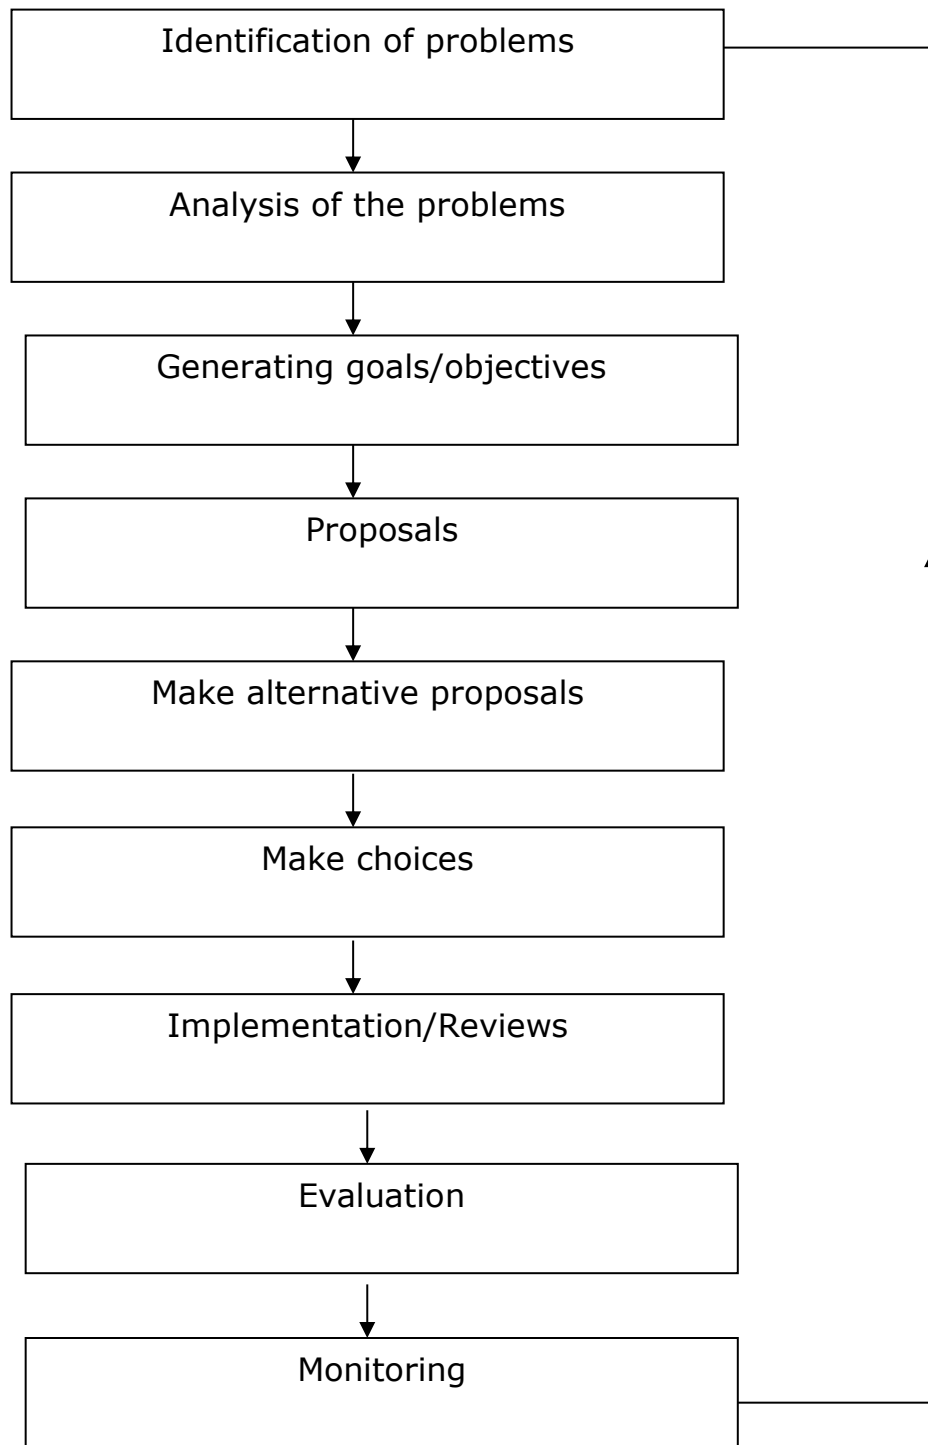 Identification of problems
Analysis of the problems
Generating goals/objectives
Proposals
Make alternative proposals
Make choices
Implementation/Reviews
Evaluation
Monitoring